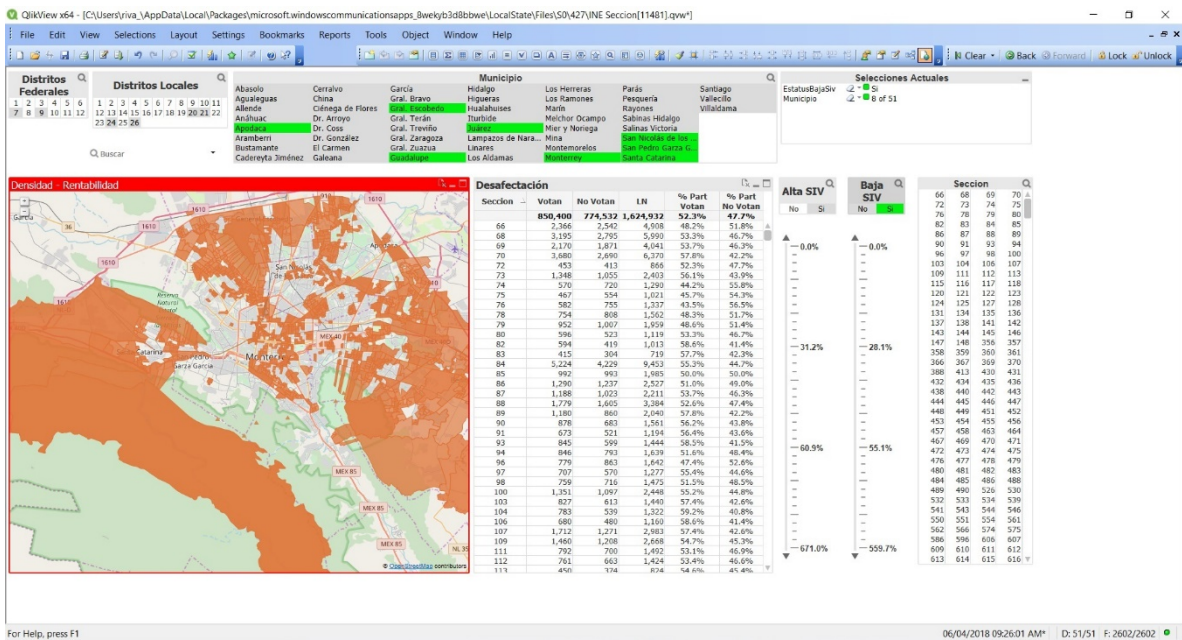 QlikView x64 - [C:\Users\riva_\AppData\Local\Packages\microsoft.windowscommunicationsapps_8wekyb3d8bbwe\LocalState\Files\S0\427\INE Seccion[11481].qvw*]
File Edit View Selections Layout Settings Bookmarks Reports Tools Object Window Help
Clear Back Forward Lock Unlock
Distritos Federales
1 2 3 4 5 6
7 8 9 10 11 12
Distritos Locales
1 2 3 4 5 6 7 8 9 10 11
12 13 14 15 16 17 18 19 20 21 22
23 24 25 26
Buscar
Municipio
Abasolo Cerralvo García Hidalgo Los Herreras Parás Santiago
Agualeguas China Gral. Bravo Higueras Los Ramones Pesquería Vallecillo
Allende Ciénega de Flores Gral. Escobedo Hualahuises Marín Rayones Villaldama
Anáhuac Dr. Arroyo Gral. Terán Iturbide Melchor Ocampo Sabinas Hidalgo
Apodaca Dr. Coss Gral. Treviño Juárez Mier y Noriega Salinas Victoria
Aramberri Dr. González Gral. Zaragoza Lampazos de Nara... Mina San Nicolás de los ...
Bustamante El Carmen Gral. Zuazua Linares Montemorelos San Pedro Garza G...
Cadereyta Jiménez Galeana Guadalupe Los Aldamas Monterrey Santa Catarina
Selecciones Actuales
EstatusBajaSiv Si
Municipio 8 of 51
Densidad - Rentabilidad
1610
García
36
1610
1610
Apodaca
San Nicolás
Reserva
Natural
MEX 40
Catarina
San Pedro
Garza García
Monterrey
MEX 85
MEX 85
MEX 85
© OpenStreetMap contributors
Desafectación
Seccion Votan No Votan LN % Part Votan % Part No Votan
850,400 774,532 1,624,932 52.3% 47.7%
66 2,366 2,542 4,908 48.2% 51.8%
68 3,195 2,795 5,990 53.3% 46.7%
69 2,170 1,871 4,041 53.7% 46.3%
70 3,680 2,690 6,370 57.8% 42.2%
72 453 413 866 52.3% 47.7%
73 1,348 1,055 2,403 56.1% 43.9%
74 570 720 1,290 44.2% 55.8%
75 467 554 1,021 45.7% 54.3%
76 582 755 1,337 43.5% 56.5%
78 754 808 1,562 48.3% 51.7%
79 952 1,007 1,959 48.6% 51.4%
80 596 523 1,119 53.3% 46.7%
82 594 419 1,013 58.6% 41.4%
83 415 304 719 57.7% 42.3%
84 5,224 4,229 9,453 55.3% 44.7%
85 992 993 1,985 50.0% 50.0%
86 1,290 1,237 2,527 51.0% 49.0%
87 1,188 1,023 2,211 53.7% 46.3%
88 1,779 1,605 3,384 52.6% 47.4%
89 1,180 860 2,040 57.8% 42.2%
90 878 683 1,561 56.2% 43.8%
91 673 521 1,194 56.4% 43.6%
93 845 599 1,444 58.5% 41.5%
94 846 793 1,639 51.6% 48.4%
96 779 863 1,642 47.4% 52.6%
97 707 570 1,277 55.4% 44.6%
98 759 716 1,475 51.5% 48.5%
100 1,351 1,097 2,448 55.2% 44.8%
103 827 613 1,440 57.4% 42.6%
104 783 539 1,322 59.2% 40.8%
106 680 480 1,160 58.6% 41.4%
107 1,712 1,271 2,983 57.4% 42.6%
109 1,460 1,208 2,668 54.7% 45.3%
111 792 700 1,492 53.1% 46.9%
112 761 663 1,424 53.4% 46.6%
113 450 374 824 54.6% 45.4%
Alta SIV
No Si
0.0%
31.2%
60.9%
671.0%
Baja SIV
No Si
0.0%
28.1%
55.1%
559.7%
Seccion
66 68 69 70
72 73 74 75
76 78 79 80
82 83 84 85
86 87 88 89
90 91 93 94
96 97 98 100
103 104 106 107
109 111 112 113
115 116 117 118
120 121 122 123
124 125 127 128
131 134 135 136
137 138 141 142
143 144 145 146
147 148 356 357
358 359 360 361
366 367 369 370
388 413 430 431
432 434 435 436
438 440 442 443
444 445 446 447
448 449 451 452
453 454 455 456
457 458 463 464
467 469 470 471
472 473 474 475
476 477 478 479
480 481 482 483
484 485 486 488
489 490 526 530
532 533 534 539
541 543 544 546
550 551 554 561
562 566 574 575
586 596 606 607
609 610 611 612
613 614 615 616
For Help, press F1
06/04/2018 09:26:01 AM* D: 51/51 F: 2602/2602